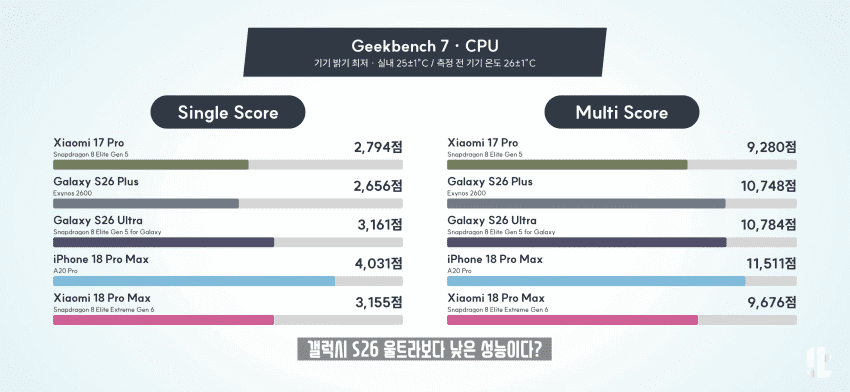 Geekbench 7 · CPU
기기 밝기 최저 · 실내 25±1˚C / 측정 전 기기 온도 26±1˚C
Single Score
Xiaomi 17 Pro
Snapdragon 8 Elite Gen 5
2,794점
Galaxy S26 Plus
Exynos 2600
2,656점
Galaxy S26 Ultra
Snapdragon 8 Elite Gen 5 for Galaxy
3,161점
iPhone 18 Pro Max
A20 Pro
4,031점
Xiaomi 18 Pro Max
Snapdragon 8 Elite Extreme Gen 6
3,155점
Multi Score
Xiaomi 17 Pro
Snapdragon 8 Elite Gen 5
9,280점
Galaxy S26 Plus
Exynos 2600
10,748점
Galaxy S26 Ultra
Snapdragon 8 Elite Gen 5 for Galaxy
10,784점
iPhone 18 Pro Max
A20 Pro
11,511점
Xiaomi 18 Pro Max
Snapdragon 8 Elite Extreme Gen 6
9,676점
갤럭시 S26 울트라보다 낮은 성능이다?